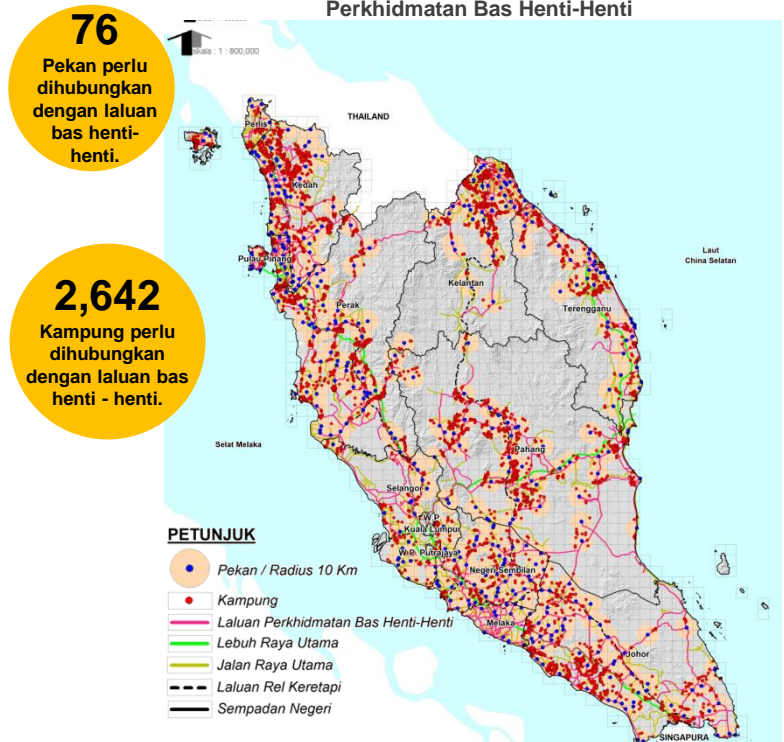 Perkhidmatan Bas Henti-Henti
76
Pekan perlu
dihubungkan
dengan laluan
bas henti-
henti.
skala : 1 : 800,000
THAILAND
Perlis
Kedah
Pulau Pinang
Laut
China Selatan
Kelantan
Terengganu
Perak
2,642
Kampung perlu
dihubungkan
dengan laluan bas
henti - henti.
Selat Melaka
Pahang
Selangor
W.P
Kuala Lumpur
W.P. Putrajaya
Negeri Sembilan
Melaka
Johor
SINGAPURA
PETUNJUK
Pekan / Radius 10 Km
Kampung
Laluan Perkhidmatan Bas Henti-Henti
Lebuh Raya Utama
Jalan Raya Utama
Laluan Rel Keretapi
Sempadan Negeri